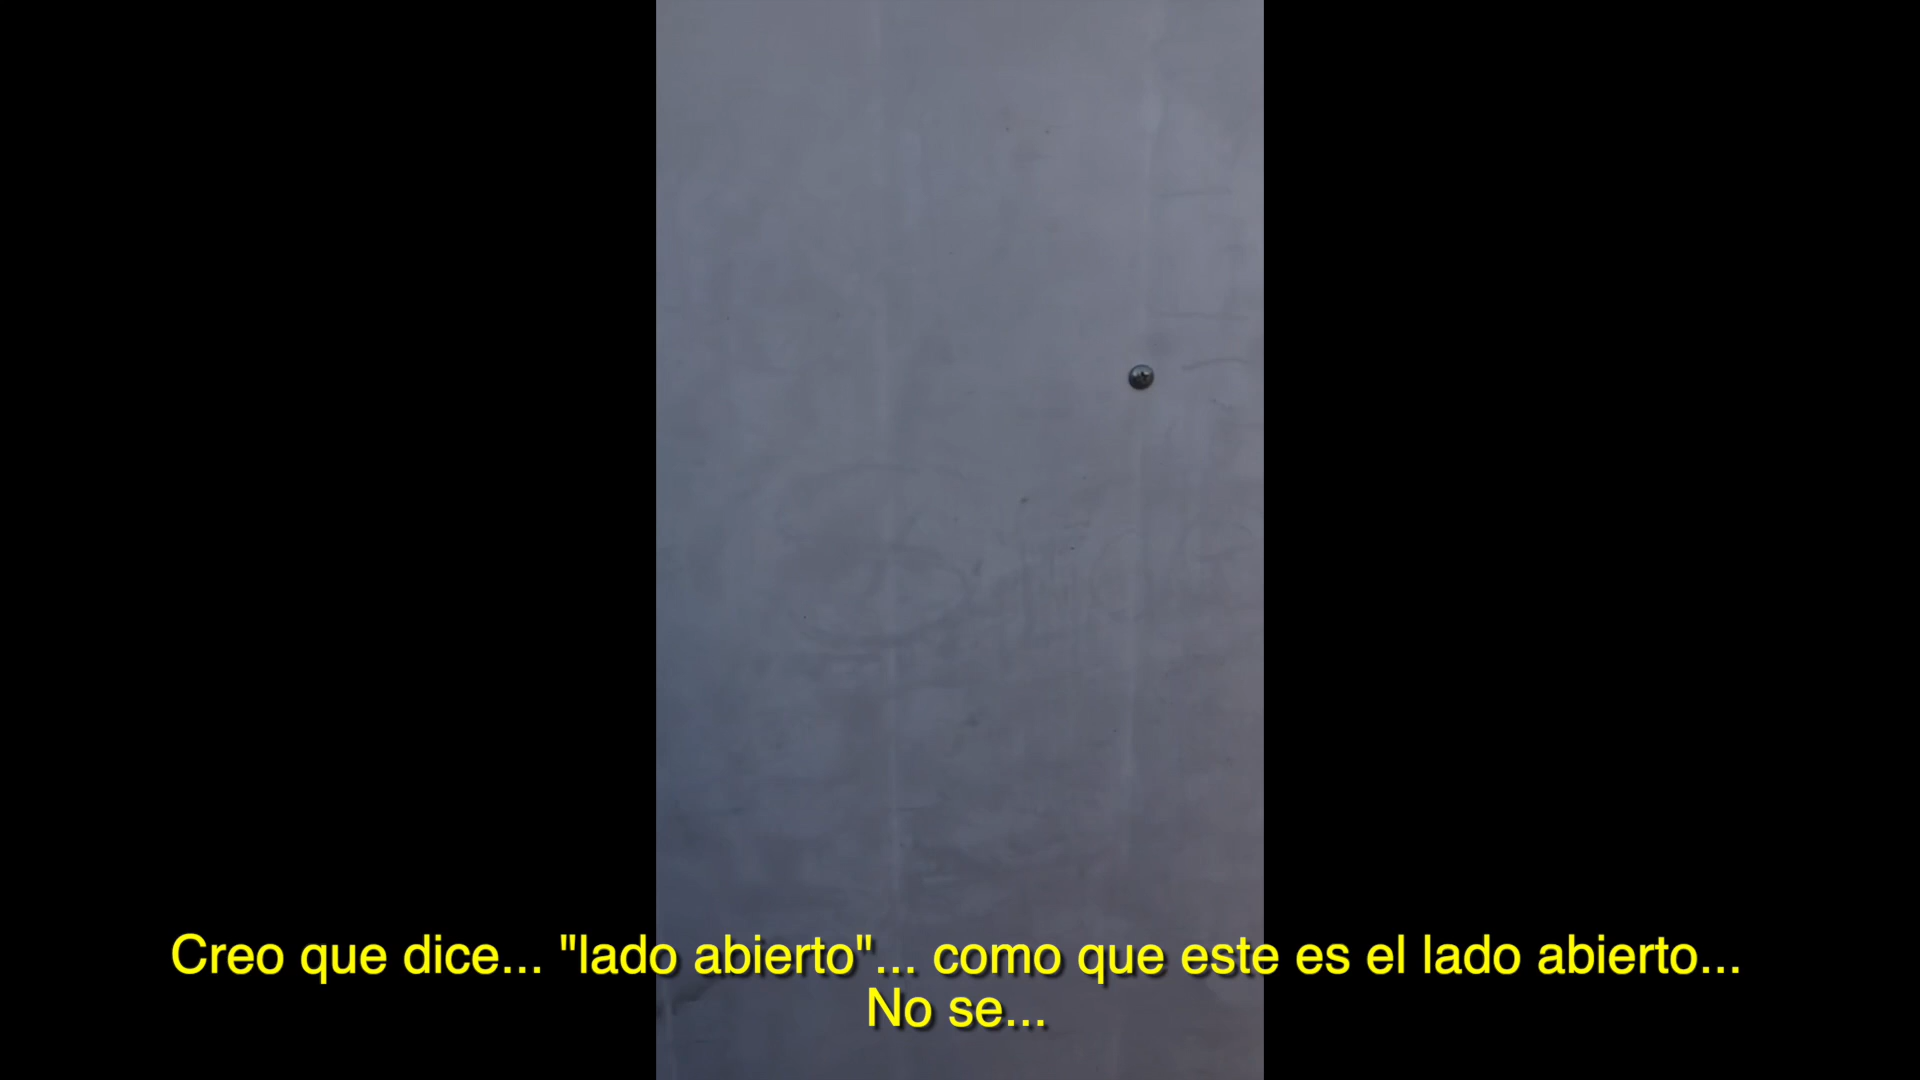 Creo que dice... "lado abierto"... como que este es el lado abierto...
No se...